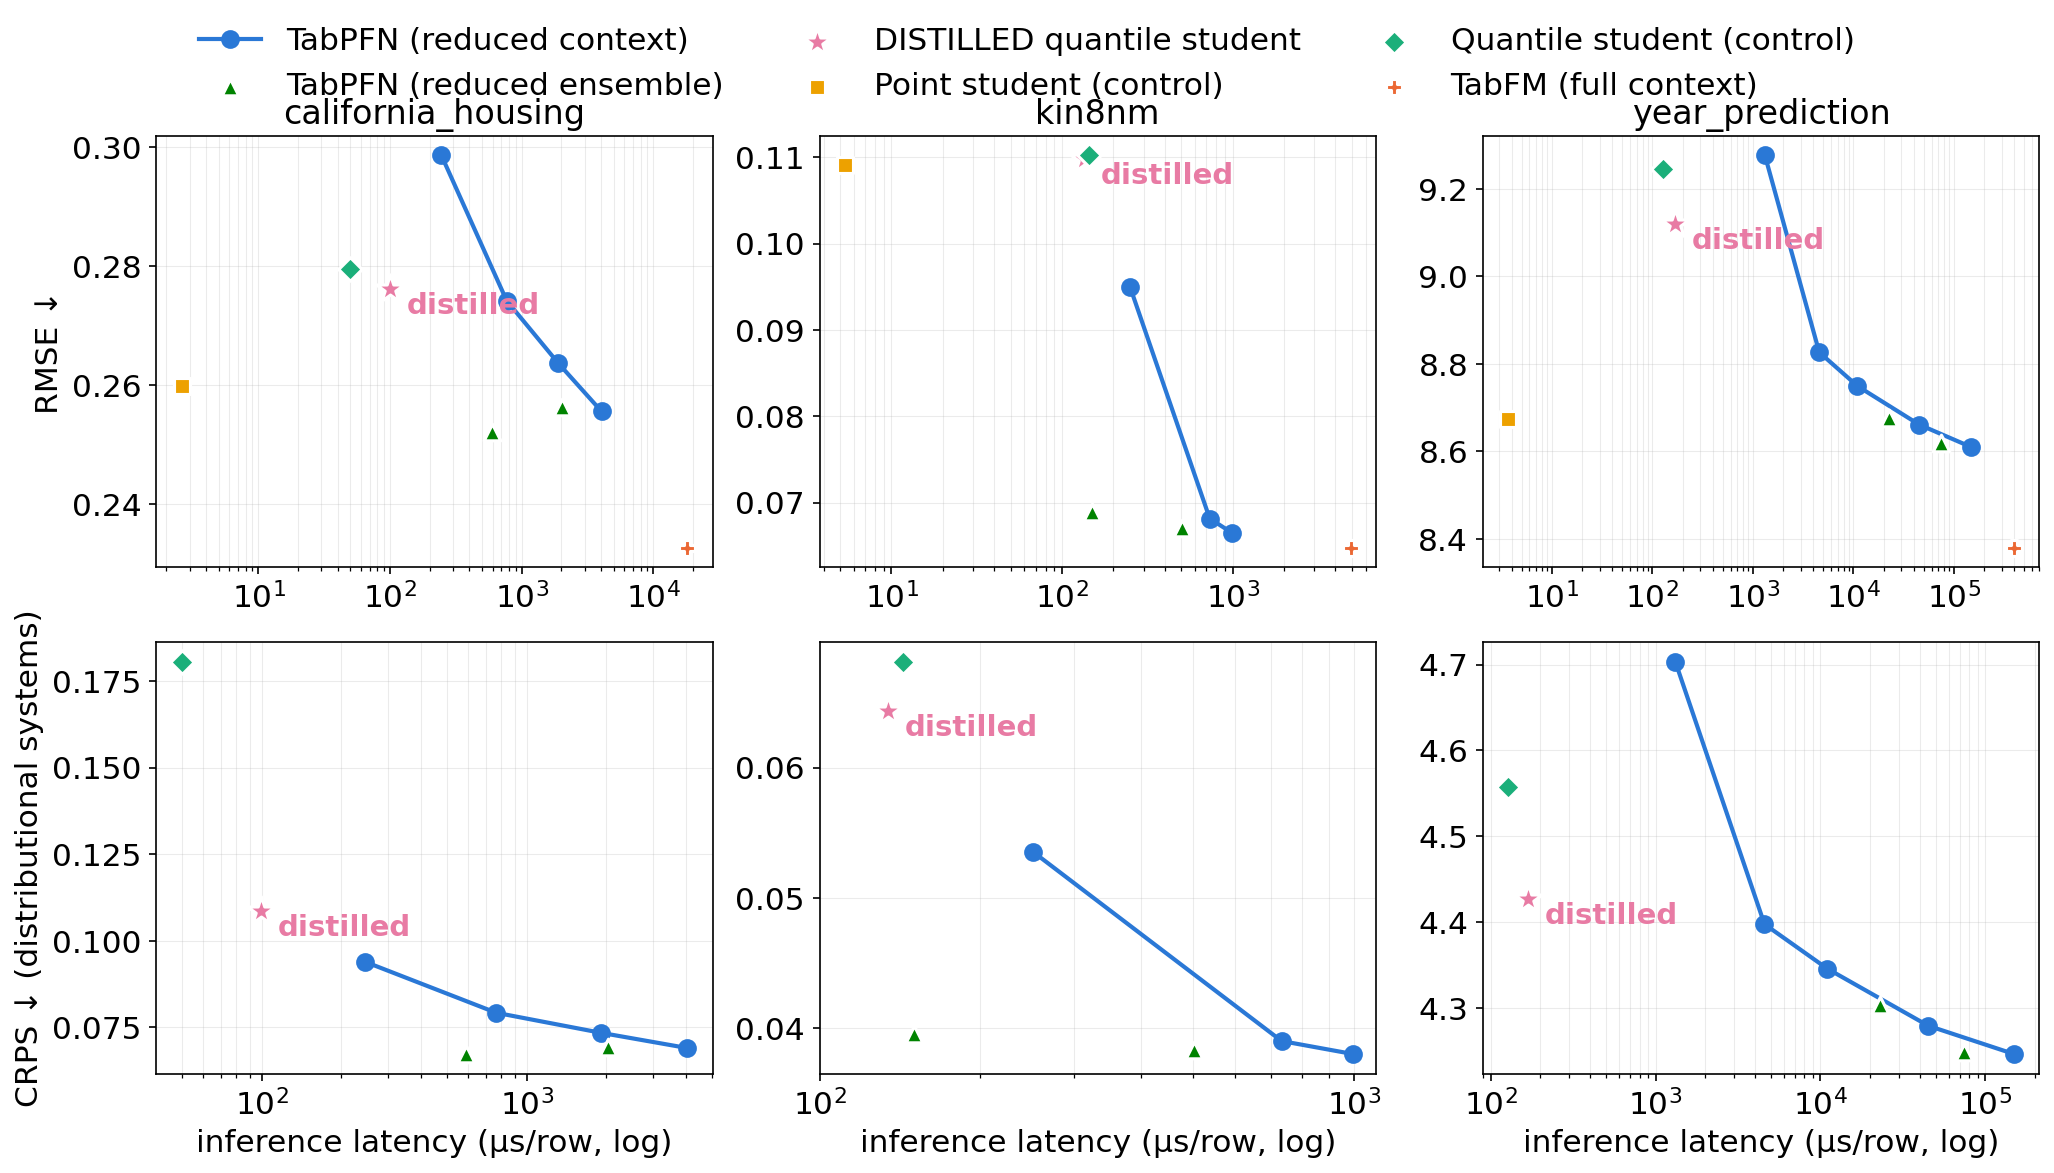 TabPFN (reduced context)
DISTILLED quantile student
Quantile student (control)
TabPFN (reduced ensemble)
Point student (control)
TabFM (full context)
california_housing
kin8nm
year_prediction
RMSE ↓
0.30
0.28
0.26
0.24
distilled
10¹ 10² 10³ 10⁴
0.11
0.10
0.09
0.08
0.07
distilled
10¹ 10² 10³
9.2
9.0
8.8
8.6
8.4
distilled
10¹ 10² 10³ 10⁴ 10⁵
CRPS ↓ (distributional systems)
0.175
0.150
0.125
0.100
0.075
distilled
10² 10³
inference latency (µs/row, log)
0.06
0.05
0.04
distilled
10² 10³
inference latency (µs/row, log)
4.7
4.6
4.5
4.4
4.3
distilled
10² 10³ 10⁴ 10⁵
inference latency (µs/row, log)